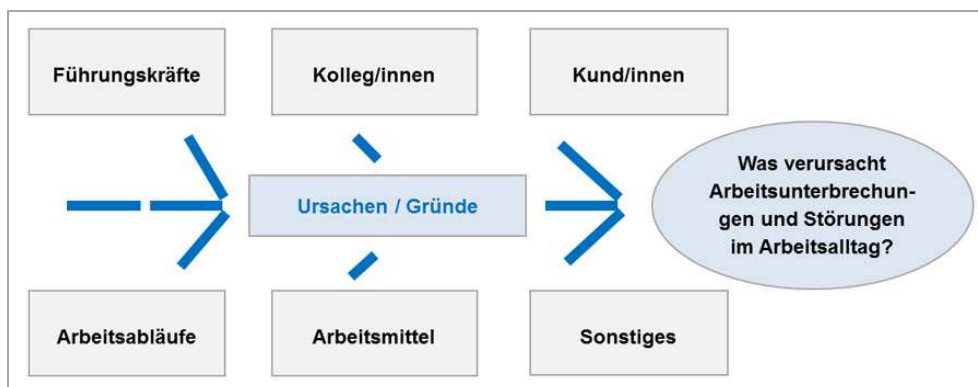 Führungskräfte
Kolleg/innen
Kund/innen
Ursachen / Gründe
Was verursacht
Arbeitsunterbrechun-
gen und Störungen
im Arbeitsalltag?
Arbeitsabläufe
Arbeitsmittel
Sonstiges